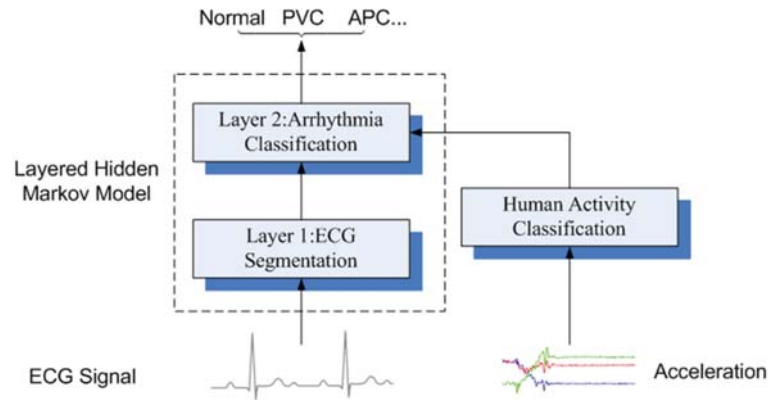 Normal PVC APC...
Layer 2:Arrhythmia
Classification
Layered Hidden
Markov Model
Layer 1:ECG
Segmentation
Human Activity
Classification
ECG Signal
Acceleration